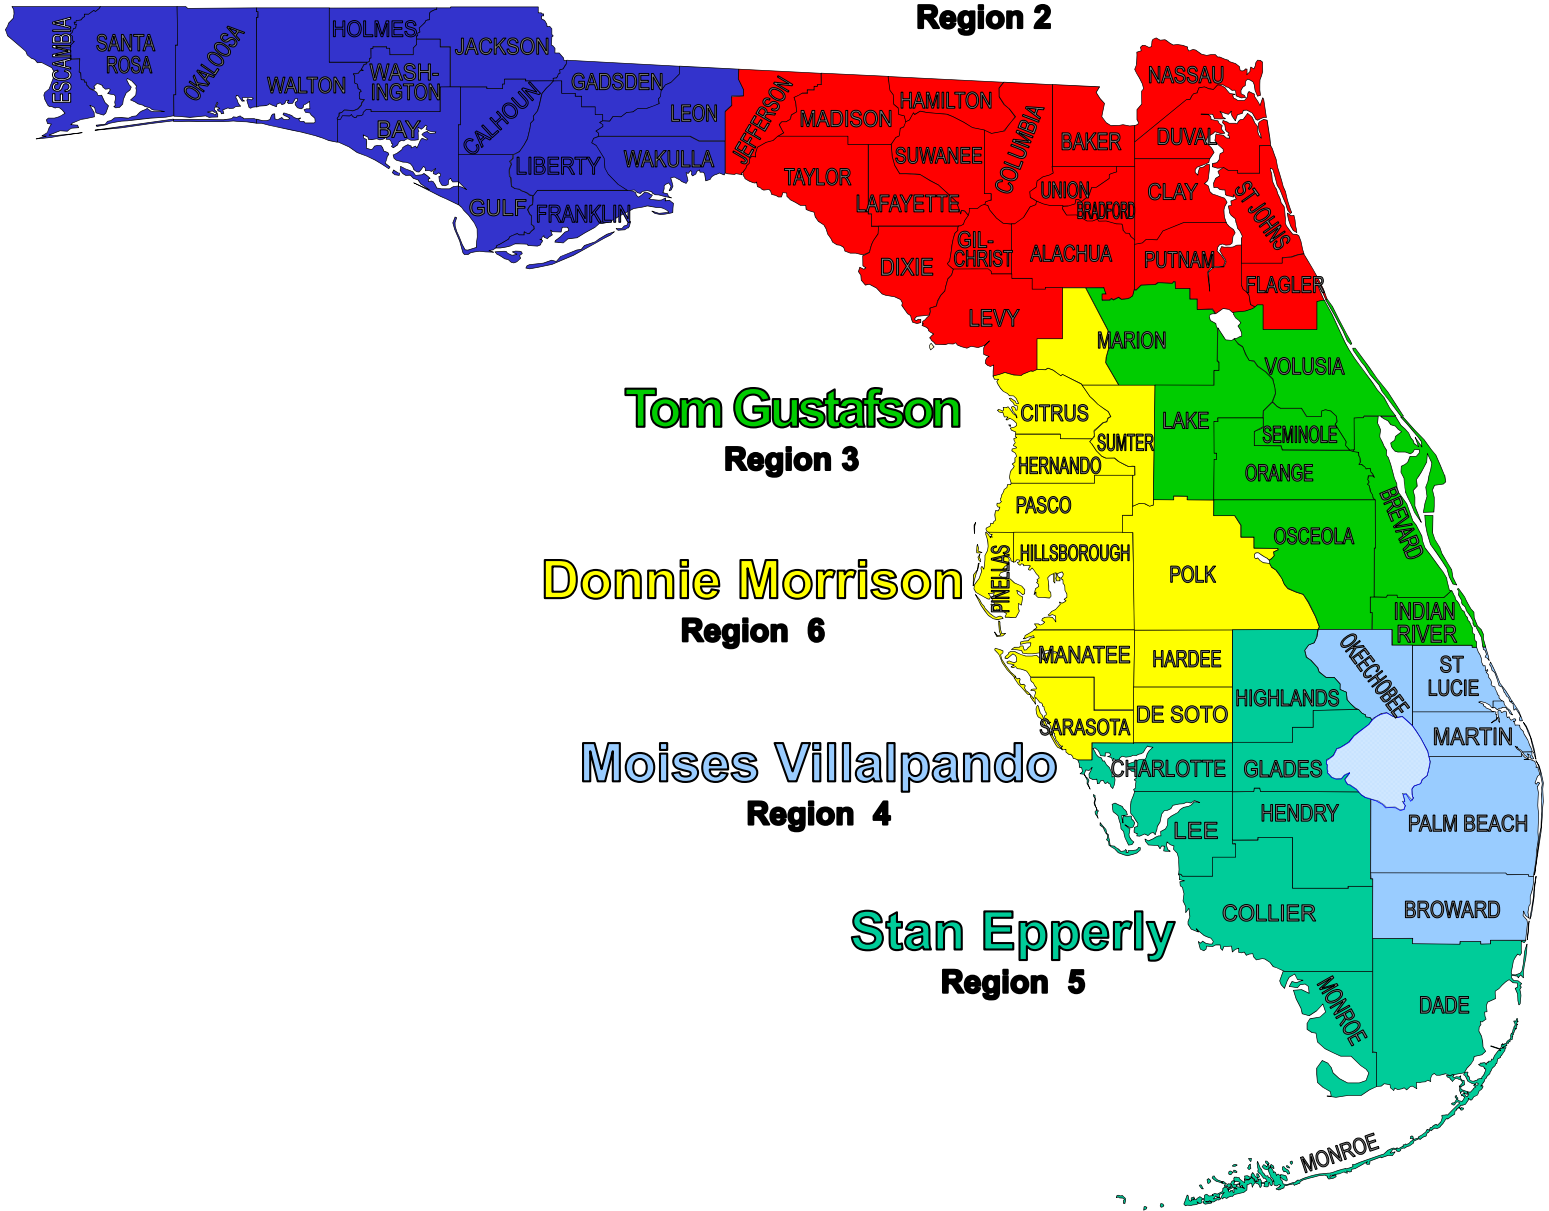 Region 2
HOLMES
JACKSON
SANTA
ROSA
ESCAMBIA
OKALOOSA
WALTON
WASH-
INGTON
BAY
CALHOUN
GADSDEN
LEON
LIBERTY
WAKULLA
GULF
FRANKLIN
JEFFERSON
MADISON
HAMILTON
TAYLOR
SUWANEE
LAFAYETTE
COLUMBIA
BAKER
NASSAU
DUVAL
UNION
BRADFORD
CLAY
ST JOHNS
DIXIE
GIL-
CHRIST
ALACHUA
PUTNAM
FLAGLER
LEVY
MARION
VOLUSIA
Tom Gustafson
Region 3
CITRUS
SUMTER
LAKE
SEMINOLE
HERNANDO
ORANGE
PASCO
BREVARD
OSCEOLA
HILLSBOROUGH
PINELLAS
POLK
Donnie Morrison
Region 6
INDIAN
RIVER
MANATEE
HARDEE
OKEECHOBEE
ST
LUCIE
HIGHLANDS
DE SOTO
SARASOTA
MARTIN
Moises Villalpando
Region 4
CHARLOTTE
GLADES
HENDRY
LEE
PALM BEACH
Stan Epperly
Region 5
COLLIER
BROWARD
MONROE
DADE
MONROE